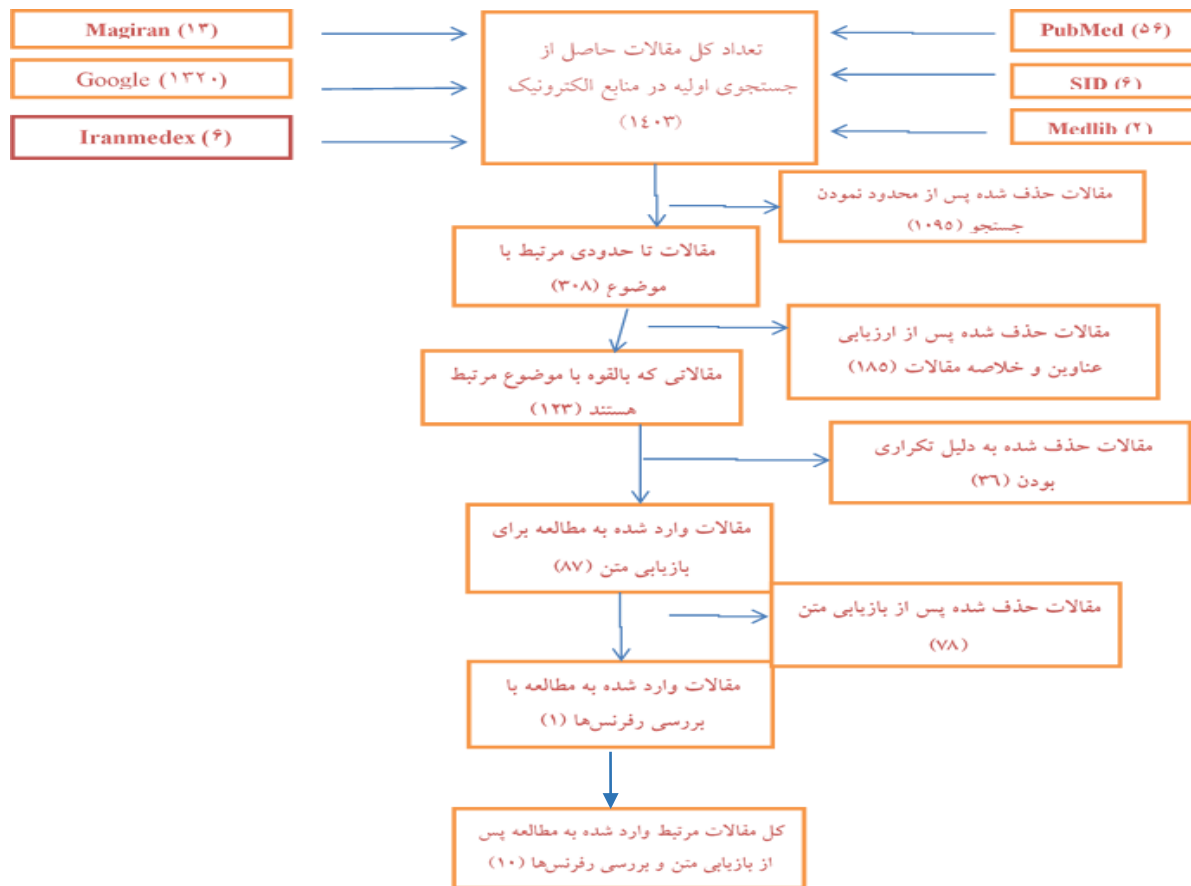 Magiran (۱۳)
Google (۱۳۲۰)
Iranmedex (۶)
تعداد کل مقالات حاصل از
جستجوی اولیه در منابع الکترونیک
(۱٤۰۳)
PubMed (۵۶)
SID (۶)
Medlib (۲)
مقالات حذف شده پس از محدود نمودن
جستجو (۱۰۹٥)
مقالات تا حدودی مرتبط با
موضوع (۳۰۸)
مقالات حذف شده پس از ارزیابی
عناوین و خلاصه مقالات (۱۸٥)
مقالاتی که بالقوه با موضوع مرتبط
هستند (۱۲۳)
مقالات حذف شده به دلیل تکراری
بودن (۳٦)
مقالات وارد شده به مطالعه برای
بازیابی متن (۸۷)
مقالات حذف شده پس از بازیابی متن
(۷۸)
مقالات وارد شده به مطالعه با
بررسی رفرنس‌ها (۱)
کل مقالات مرتبط وارد شده به مطالعه پس
از بازیابی متن و بررسی رفرنس‌ها (۱۰)